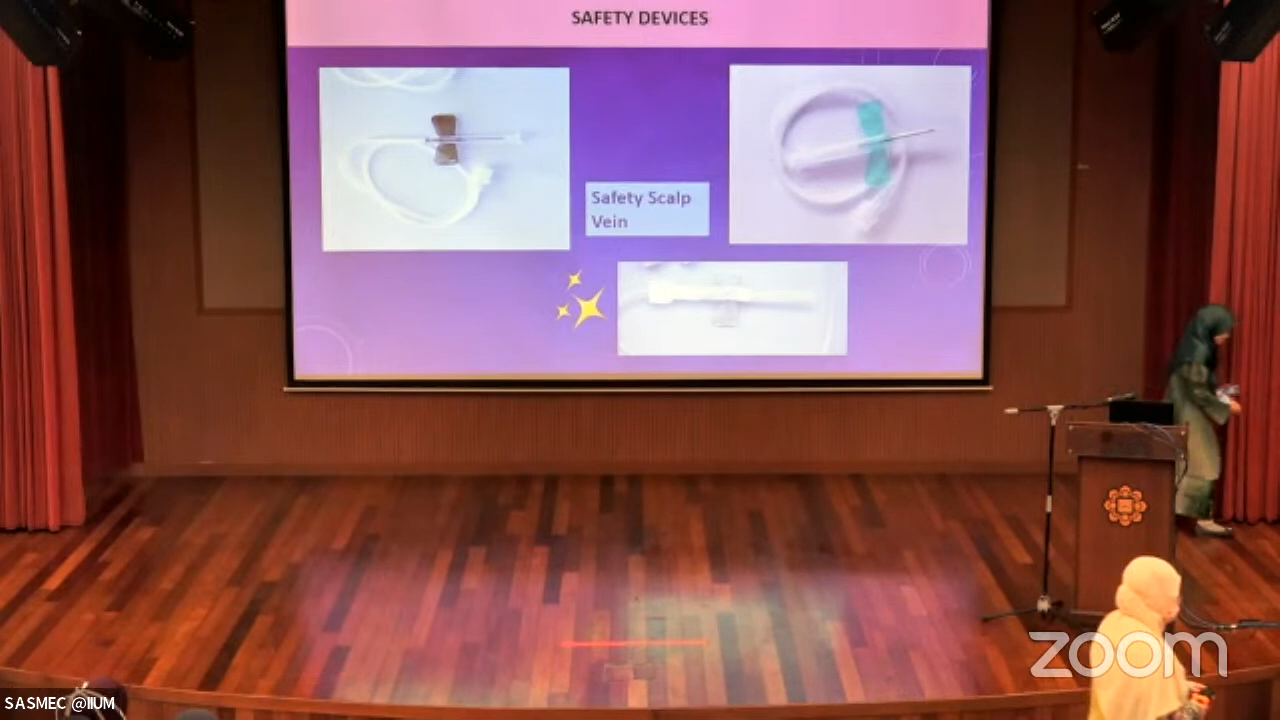 SAFETY DEVICES
Safety Scalp
Vein
zoom
SASMEC @IIUM